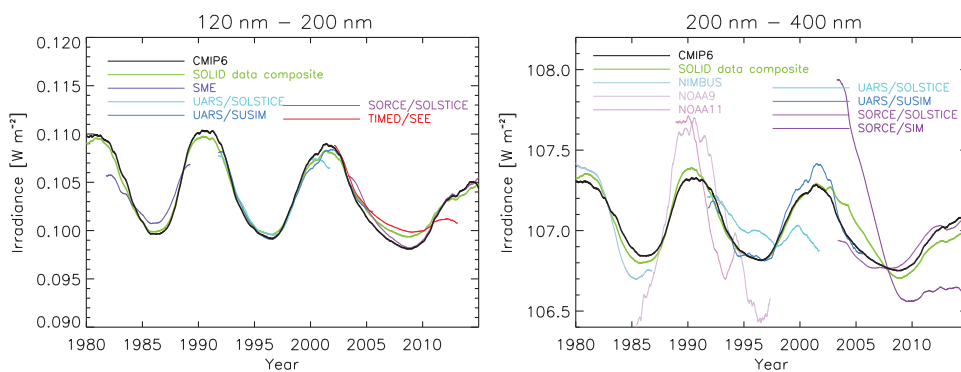 120 nm – 200 nm
0.120
0.115
0.110
0.105
0.100
0.095
0.090
Irradiance [W m⁻²]
CMIP6
SOLID data composite
SME
UARS/SOLSTICE
UARS/SUSIM
SORCE/SOLSTICE
TIMED/SEE
1980 1985 1990 1995 2000 2005 2010
Year
200 nm – 400 nm
108.0
107.5
107.0
106.5
Irradiance [W m⁻²]
CMIP6
SOLID data composite
NIMBUS
NOAA9
NOAA11
UARS/SOLSTICE
UARS/SUSIM
SORCE/SOLSTICE
SORCE/SIM
1980 1985 1990 1995 2000 2005 2010
Year